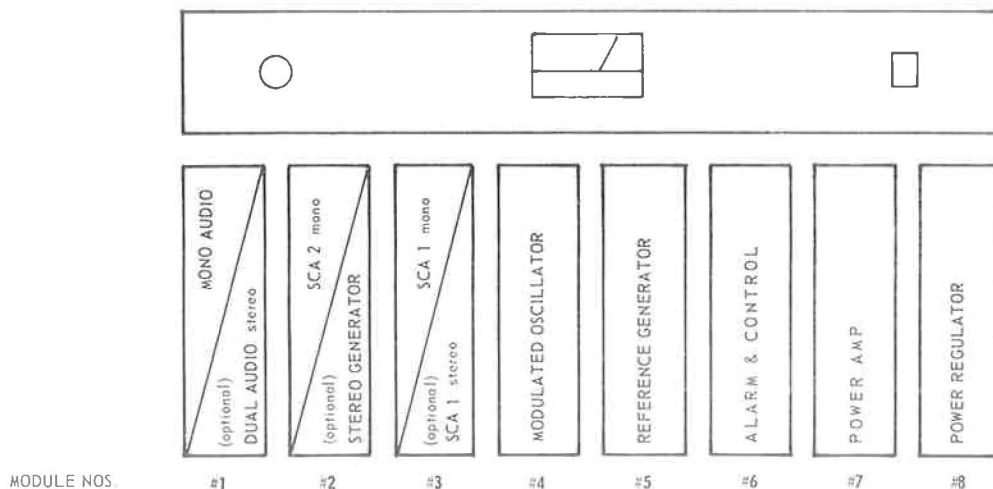 MONO AUDIO
(optional)
DUAL AUDIO stereo
SCA 2 mono
(optional)
STEREO GENERATOR
SCA 1 mono
(optional)
SCA 1 stereo
MODULATED OSCILLATOR
REFERENCE GENERATOR
ALARM & CONTROL
POWER AMP
POWER REGULATOR
MODULE NOS. #1 #2 #3 #4 #5 #6 #7 #8